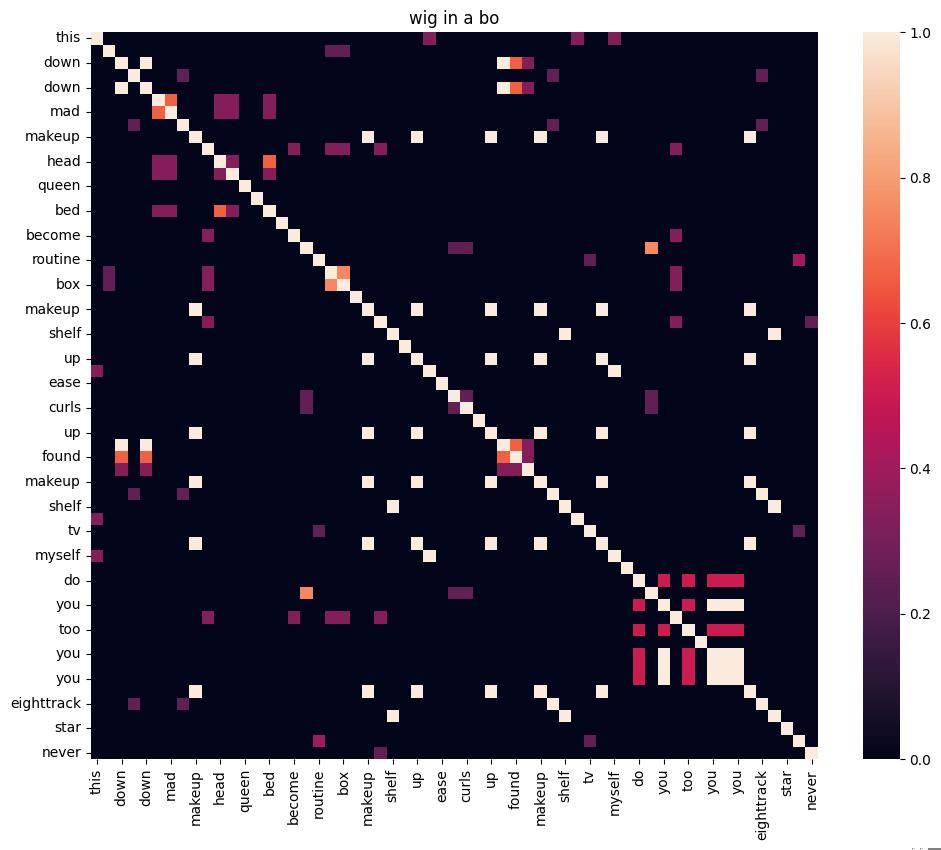 wig in a bo
this
down
down
mad
makeup
head
queen
bed
become
routine
box
makeup
shelf
up
ease
curls
up
found
makeup
shelf
tv
myself
do
you
too
you
you
eighttrack
star
never
1.0
0.8
0.6
0.4
0.2
0.0
this
down
down
mad
makeup
head
queen
bed
become
routine
box
makeup
shelf
up
ease
curls
up
found
makeup
shelf
tv
myself
do
you
too
you
you
eighttrack
star
never